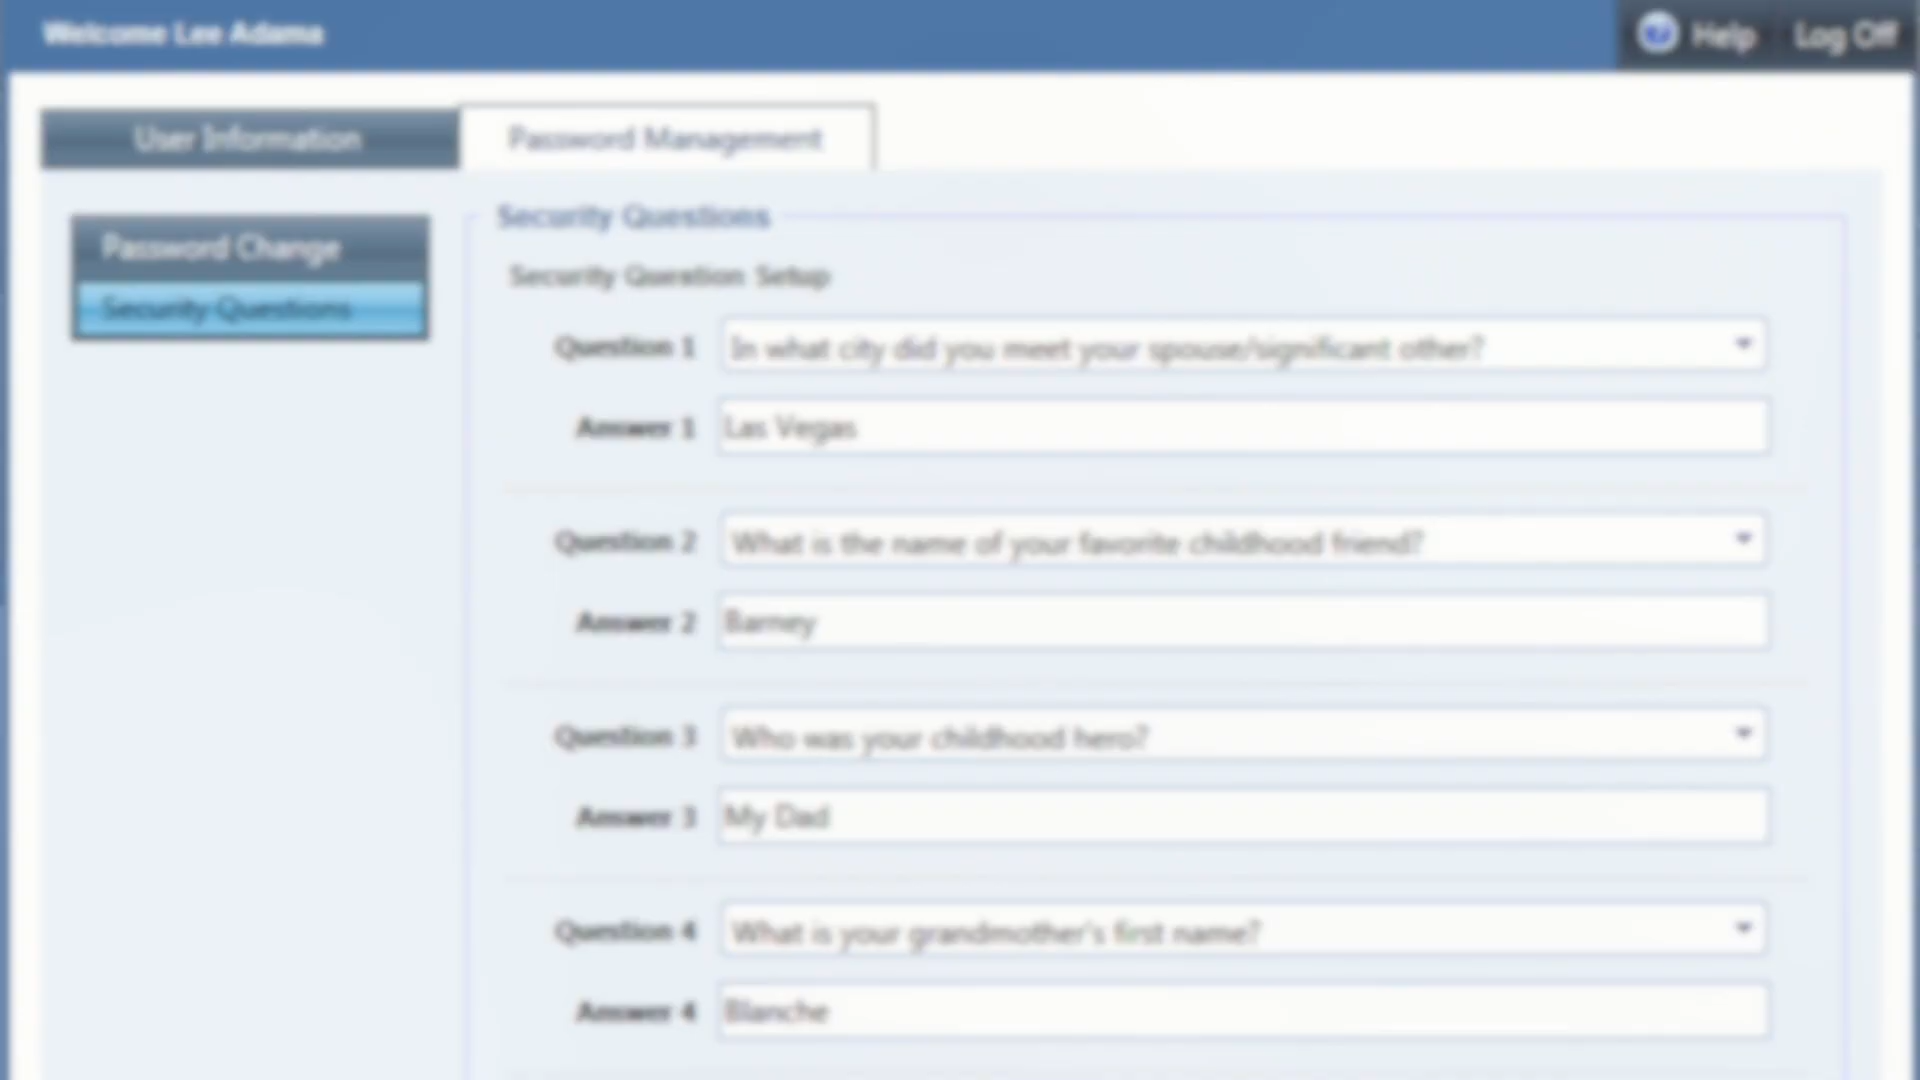 Welcome Lee Adama
Help
Log Off
User Information
Password Management
Password Change
Security Questions
Security Questions
Security Question Setup
Question 1
In what city did you meet your spouse/significant other?
Answer 1
Las Vegas
Question 2
What is the name of your favorite childhood friend?
Answer 2
Barney
Question 3
Who was your childhood hero?
Answer 3
My Dad
Question 4
What is your grandmother's first name?
Answer 4
Blanche